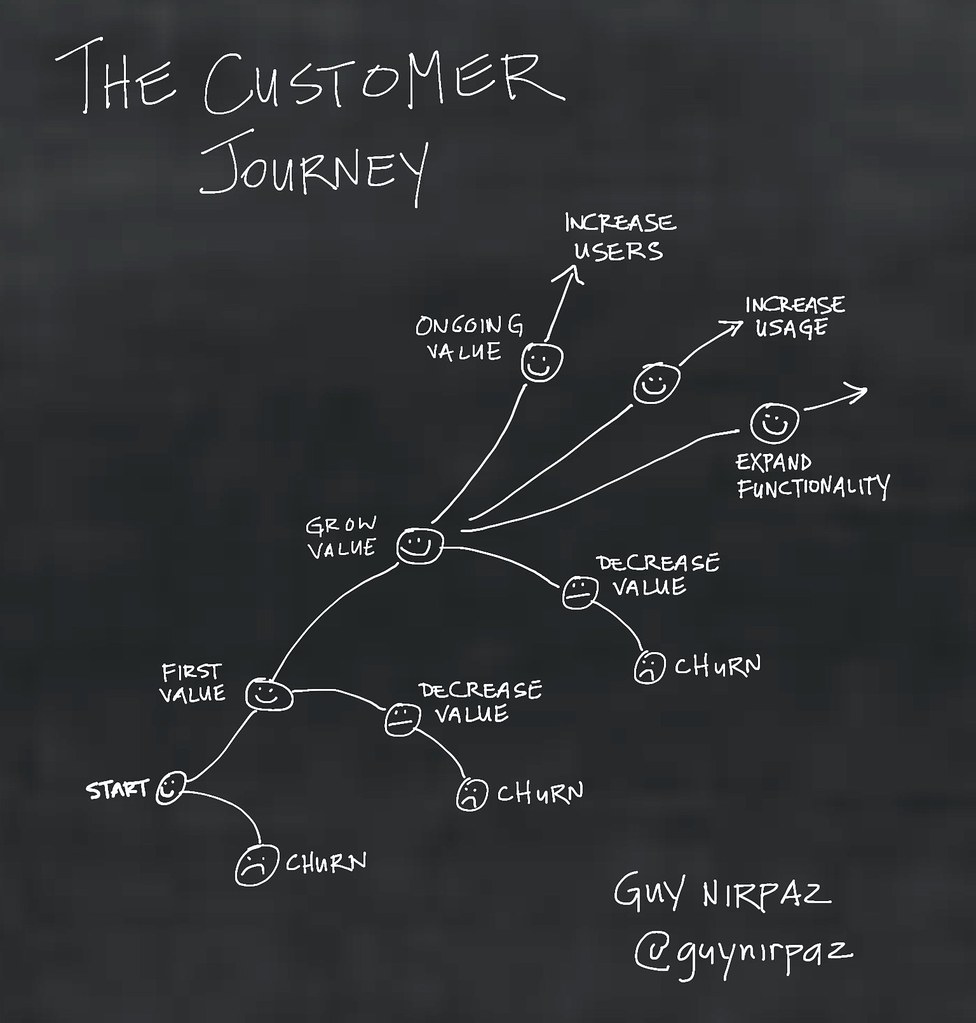 THE CUSTOMER
JOURNEY
INCREASE
USERS
INCREASE
USAGE
ONGOING
VALUE
EXPAND
FUNCTIONALITY
GROW
VALUE
DECREASE
VALUE
CHURN
FIRST
VALUE
DECREASE
VALUE
START
CHURN
CHURN
GUY NIRPAZ
@guynirpaz